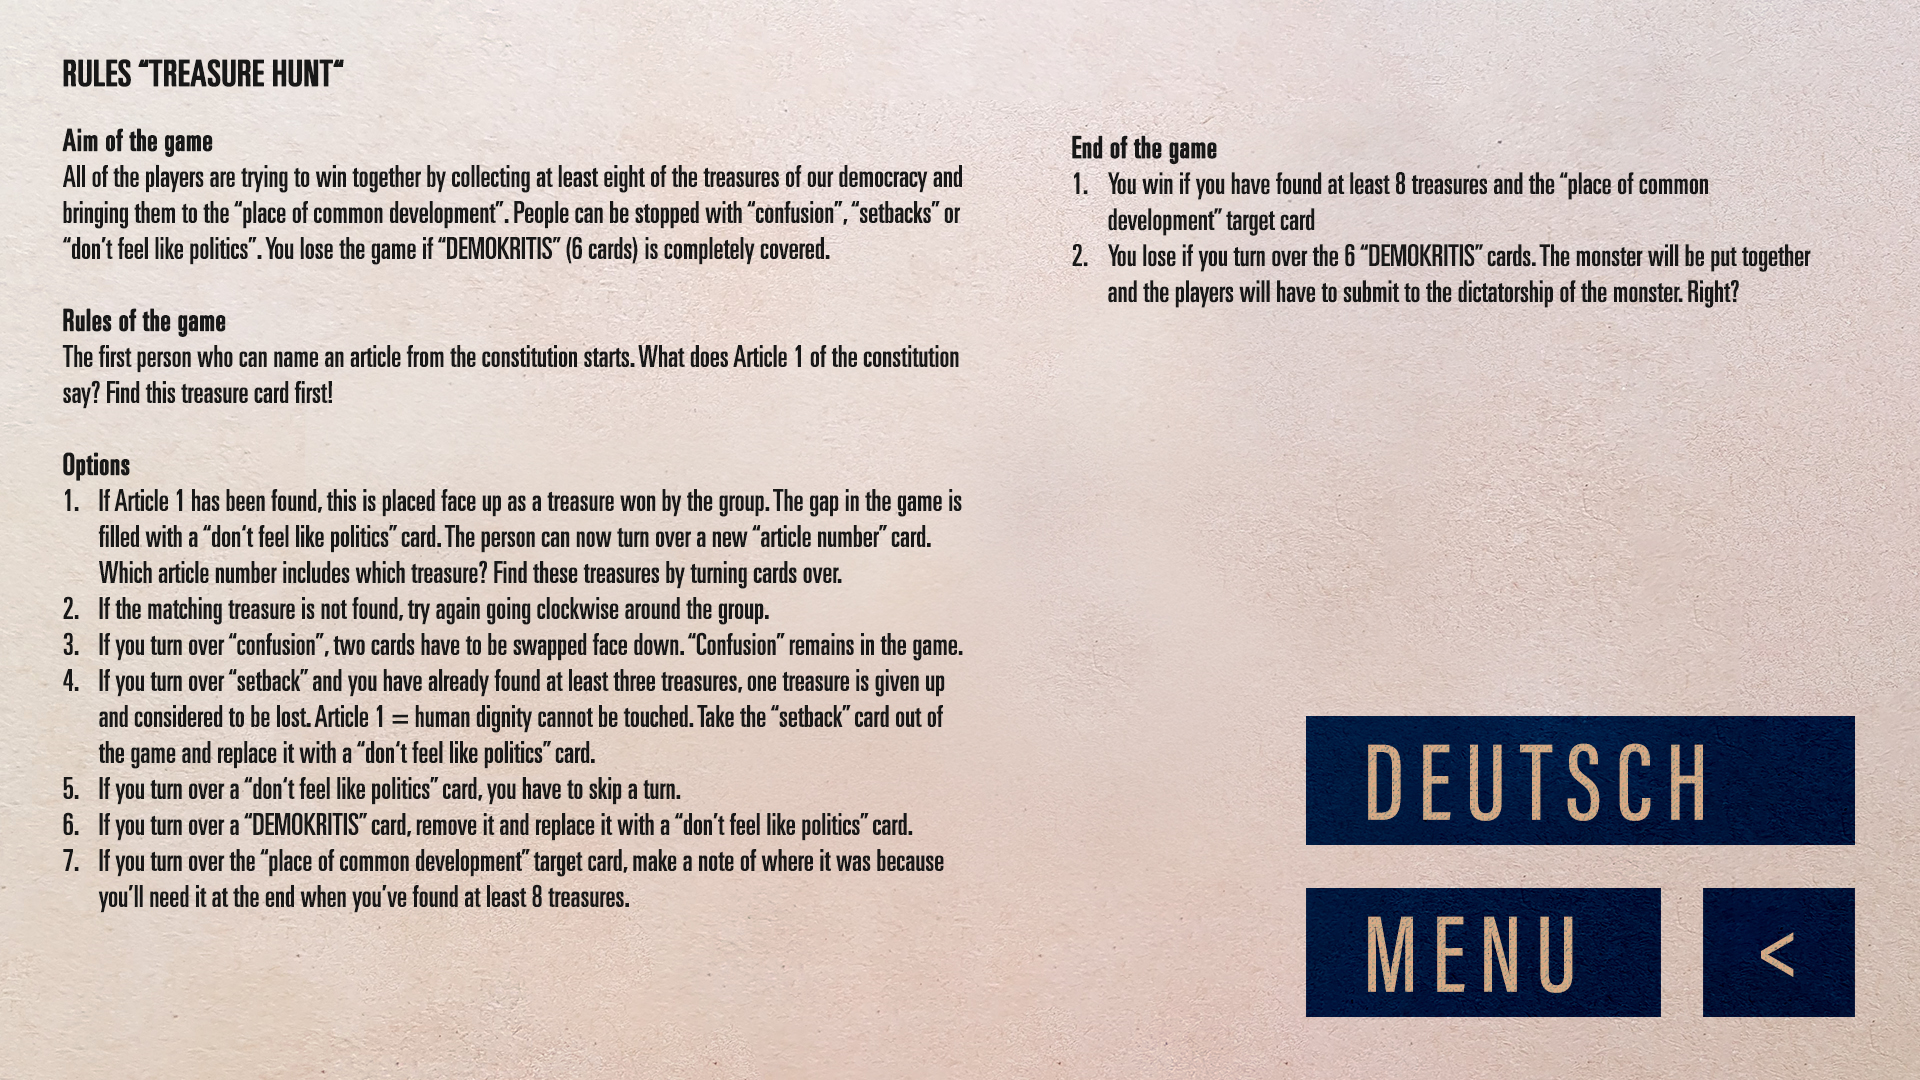 RULES “TREASURE HUNT“
Aim of the game
All of the players are trying to win together by collecting at least eight of the treasures of our democracy and
bringing them to the “place of common development”. People can be stopped with “confusion”, “setbacks” or
“don’t feel like politics”. You lose the game if “DEMOKRITIS” (6 cards) is completely covered.
Rules of the game
The first person who can name an article from the constitution starts. What does Article 1 of the constitution
say? Find this treasure card first!
Options
1. If Article 1 has been found, this is placed face up as a treasure won by the group. The gap in the game is
filled with a “don‘t feel like politics” card. The person can now turn over a new “article number” card.
Which article number includes which treasure? Find these treasures by turning cards over.
2. If the matching treasure is not found, try again going clockwise around the group.
3. If you turn over “confusion”, two cards have to be swapped face down. “Confusion” remains in the game.
4. If you turn over “setback” and you have already found at least three treasures, one treasure is given up
and considered to be lost. Article 1 = human dignity cannot be touched. Take the “setback” card out of
the game and replace it with a “don‘t feel like politics” card.
5. If you turn over a “don‘t feel like politics” card, you have to skip a turn.
6. If you turn over a “DEMOKRITIS” card, remove it and replace it with a “don’t feel like politics” card.
7. If you turn over the “place of common development” target card, make a note of where it was because
you’ll need it at the end when you’ve found at least 8 treasures.
End of the game
1. You win if you have found at least 8 treasures and the “place of common
development” target card
2. You lose if you turn over the 6 “DEMOKRITIS” cards. The monster will be put together
and the players will have to submit to the dictatorship of the monster. Right?
DEUTSCH
MENU <